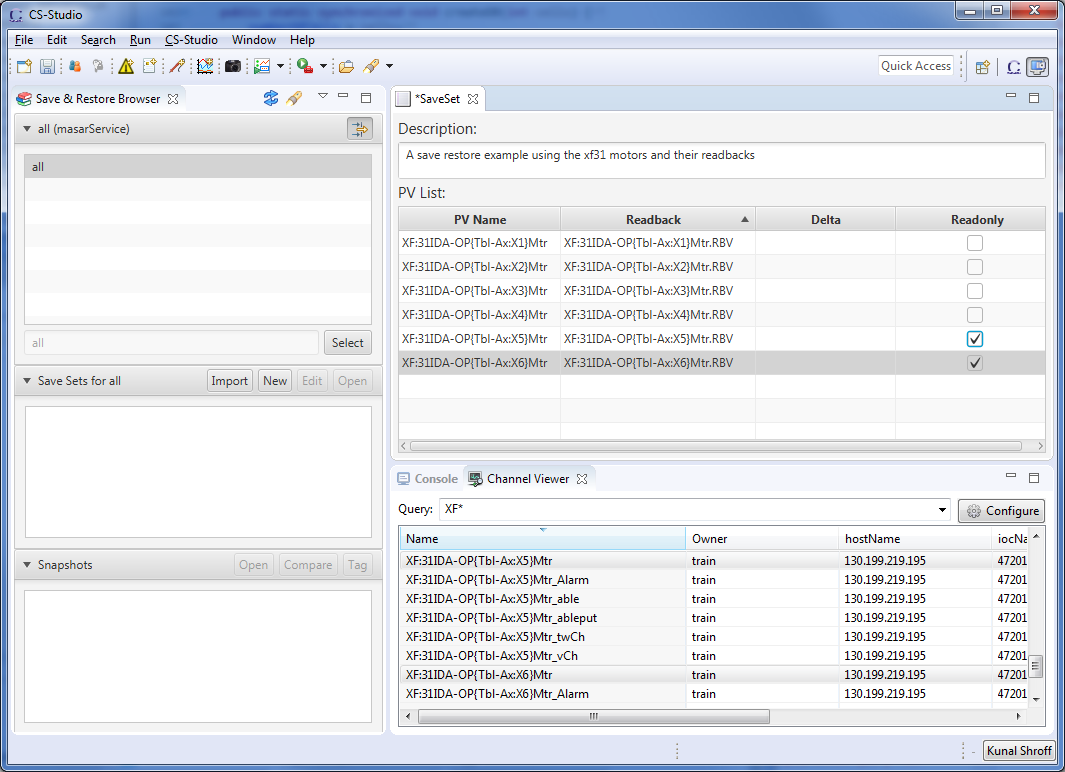 CS-Studio
File Edit Search Run CS-Studio Window Help
Quick Access
Save & Restore Browser
all (masarService)
all
all
Select
Save Sets for all
Import
New
Edit
Open
Snapshots
Open
Compare
Tag
*SaveSet
Description:
A save restore example using the xf31 motors and their readbacks
PV List:
PV Name Readback Delta Readonly
XF:31IDA-OP{Tbl-Ax:X1}Mtr XF:31IDA-OP{Tbl-Ax:X1}Mtr.RBV
XF:31IDA-OP{Tbl-Ax:X2}Mtr XF:31IDA-OP{Tbl-Ax:X2}Mtr.RBV
XF:31IDA-OP{Tbl-Ax:X3}Mtr XF:31IDA-OP{Tbl-Ax:X3}Mtr.RBV
XF:31IDA-OP{Tbl-Ax:X4}Mtr XF:31IDA-OP{Tbl-Ax:X4}Mtr.RBV
XF:31IDA-OP{Tbl-Ax:X5}Mtr XF:31IDA-OP{Tbl-Ax:X5}Mtr.RBV
XF:31IDA-OP{Tbl-Ax:X6}Mtr XF:31IDA-OP{Tbl-Ax:X6}Mtr.RBV
Console
Channel Viewer
Query: XF*
Configure
Name Owner hostName iocNa
XF:31IDA-OP{Tbl-Ax:X5}Mtr train 130.199.219.195 47201
XF:31IDA-OP{Tbl-Ax:X5}Mtr_Alarm train 130.199.219.195 47201
XF:31IDA-OP{Tbl-Ax:X5}Mtr_able train 130.199.219.195 47201
XF:31IDA-OP{Tbl-Ax:X5}Mtr_ableput train 130.199.219.195 47201
XF:31IDA-OP{Tbl-Ax:X5}Mtr_twCh train 130.199.219.195 47201
XF:31IDA-OP{Tbl-Ax:X5}Mtr_vCh train 130.199.219.195 47201
XF:31IDA-OP{Tbl-Ax:X6}Mtr train 130.199.219.195 47201
XF:31IDA-OP{Tbl-Ax:X6}Mtr_Alarm train 130.199.219.195 47201
Kunal Shroff